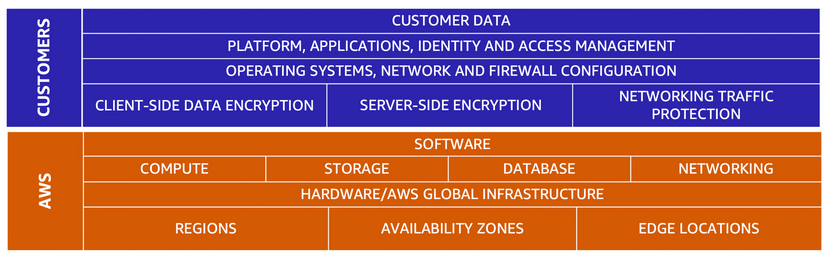 CUSTOMERS
CUSTOMER DATA
PLATFORM, APPLICATIONS, IDENTITY AND ACCESS MANAGEMENT
OPERATING SYSTEMS, NETWORK AND FIREWALL CONFIGURATION
CLIENT-SIDE DATA ENCRYPTION
SERVER-SIDE ENCRYPTION
NETWORKING TRAFFIC
PROTECTION
AWS
SOFTWARE
COMPUTE
STORAGE
DATABASE
NETWORKING
HARDWARE/AWS GLOBAL INFRASTRUCTURE
REGIONS
AVAILABILITY ZONES
EDGE LOCATIONS